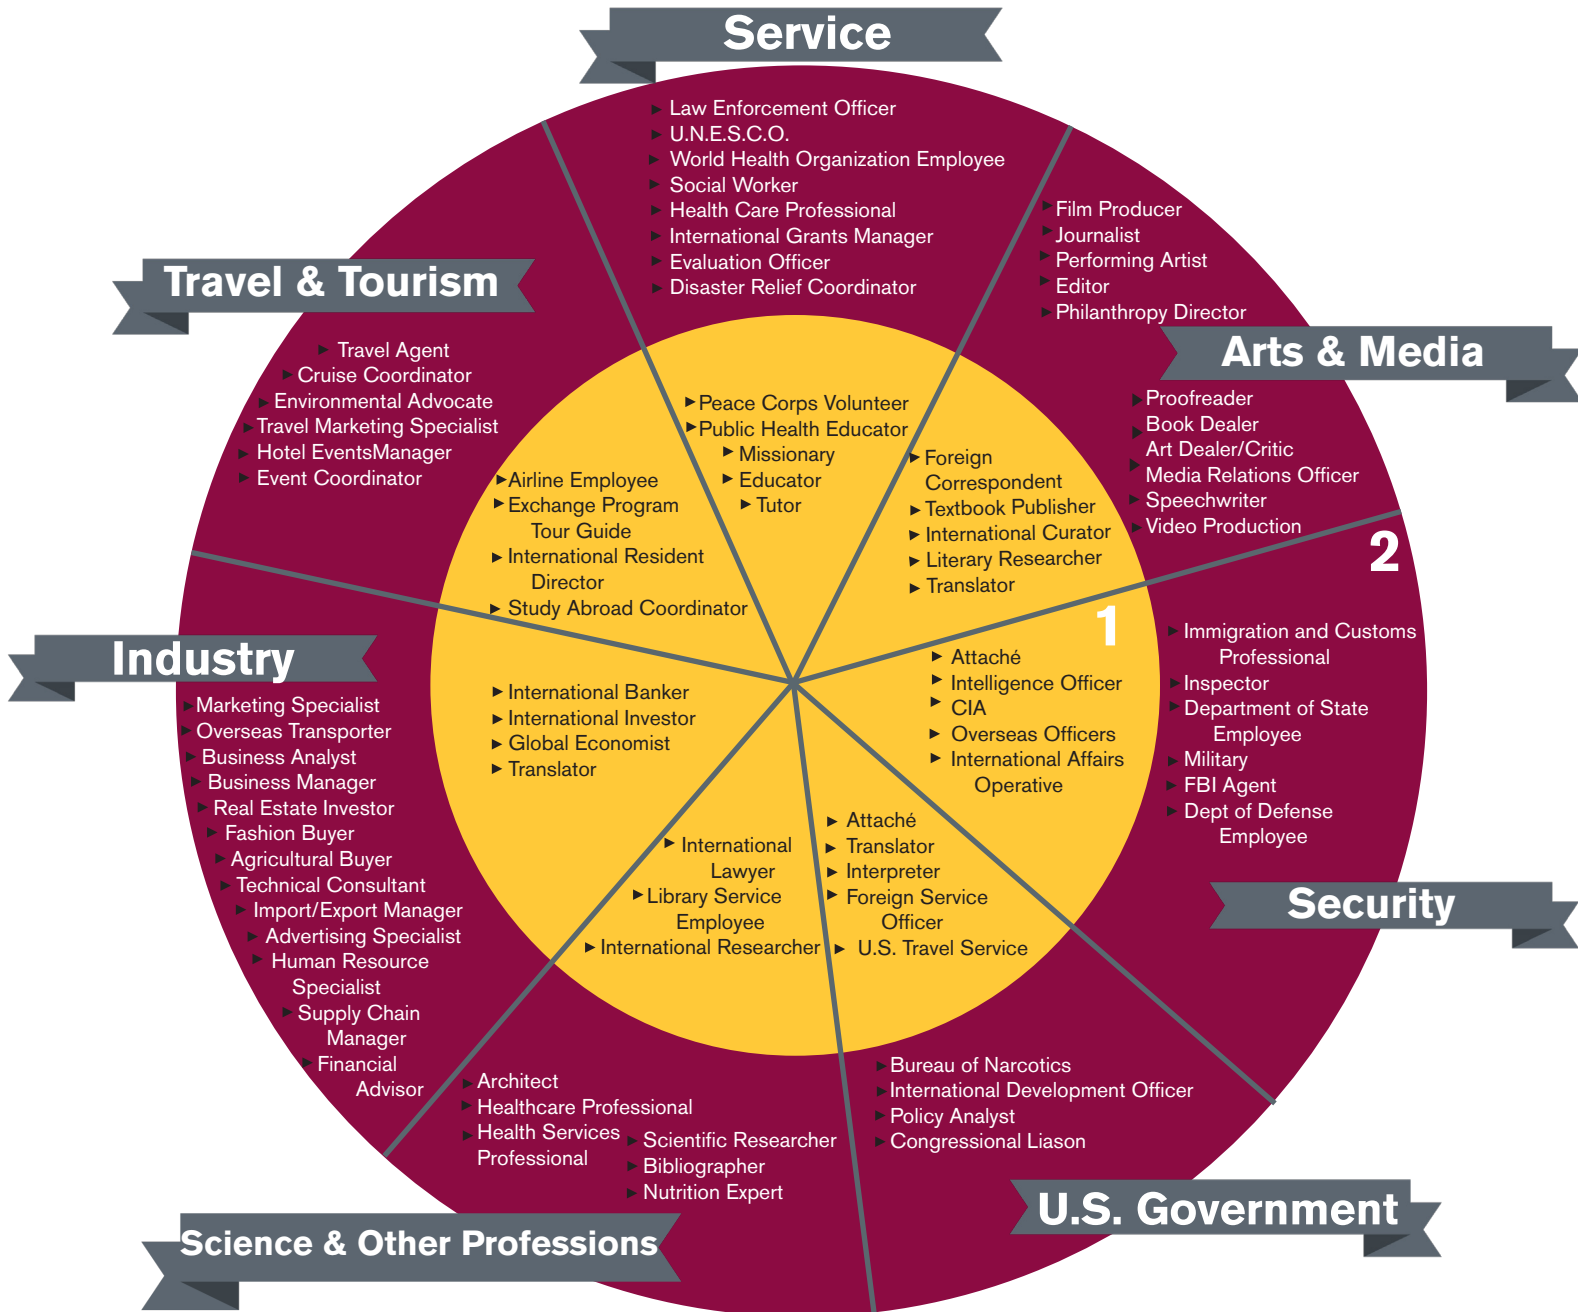 Service
Law Enforcement Officer
U.N.E.S.C.O.
World Health Organization Employee
Social Worker
Health Care Professional
International Grants Manager
Evaluation Officer
Disaster Relief Coordinator
Peace Corps Volunteer
Public Health Educator
Missionary
Educator
Tutor
Film Producer
Journalist
Performing Artist
Editor
Philanthropy Director
Arts & Media
Proofreader
Book Dealer
Art Dealer/Critic
Media Relations Officer
Speechwriter
Video Production
Foreign
Correspondent
Textbook Publisher
International Curator
Literary Researcher
Translator
2
1
Immigration and Customs
Professional
Inspector
Department of State
Employee
Military
FBI Agent
Dept of Defense
Employee
Security
Attaché
Intelligence Officer
CIA
Overseas Officers
International Affairs
Operative
Attaché
Translator
Interpreter
Foreign Service
Officer
U.S. Travel Service
Bureau of Narcotics
International Development Officer
Policy Analyst
Congressional Liason
U.S. Government
International
Lawyer
Library Service
Employee
International Researcher
Architect
Healthcare Professional
Health Services
Professional
Scientific Researcher
Bibliographer
Nutrition Expert
Science & Other Professions
Industry
Marketing Specialist
Overseas Transporter
Business Analyst
Business Manager
Real Estate Investor
Fashion Buyer
Agricultural Buyer
Technical Consultant
Import/Export Manager
Advertising Specialist
Human Resource
Specialist
Supply Chain
Manager
Financial
Advisor
International Banker
International Investor
Global Economist
Translator
Travel & Tourism
Travel Agent
Cruise Coordinator
Environmental Advocate
Travel Marketing Specialist
Hotel EventsManager
Event Coordinator
Airline Employee
Exchange Program
Tour Guide
International Resident
Director
Study Abroad Coordinator